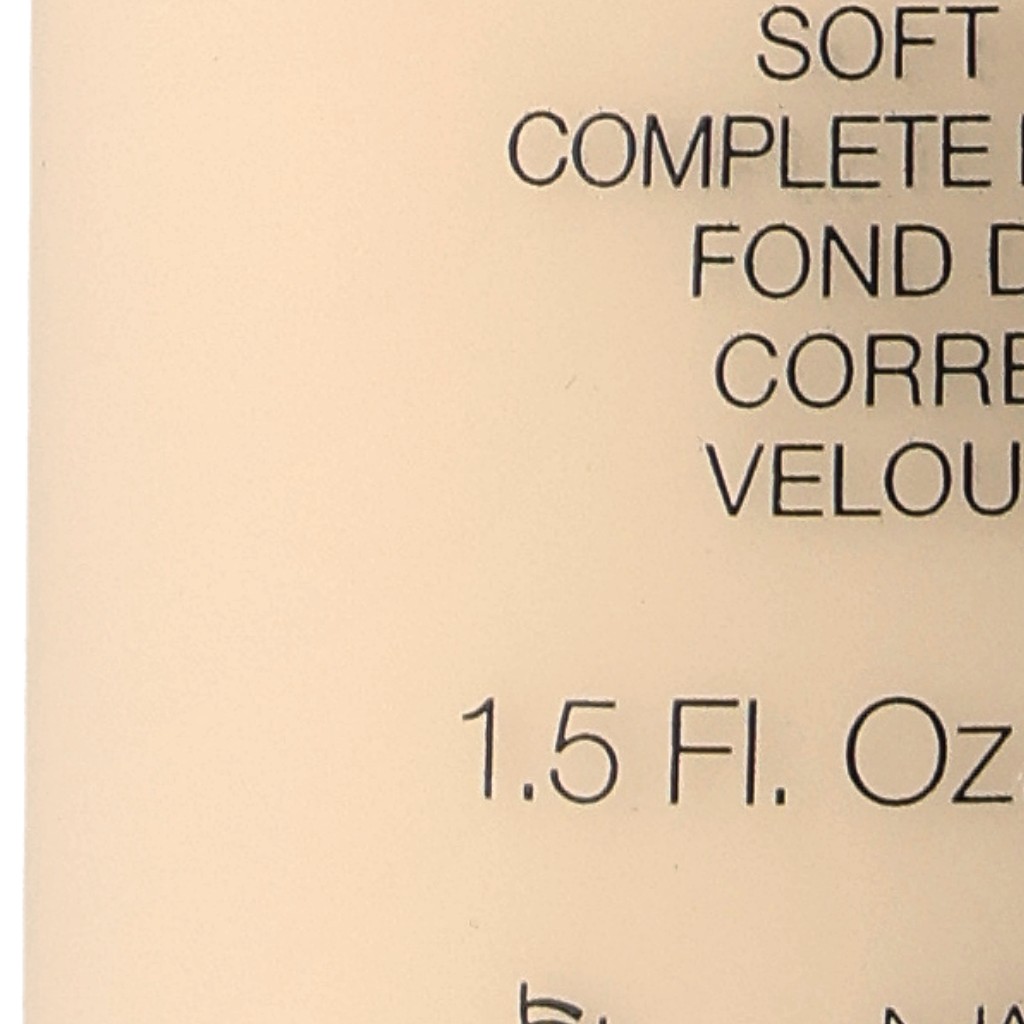 SOFT
COMPLETE
FOND D
CORRE
VELOU
1.5 Fl. Oz